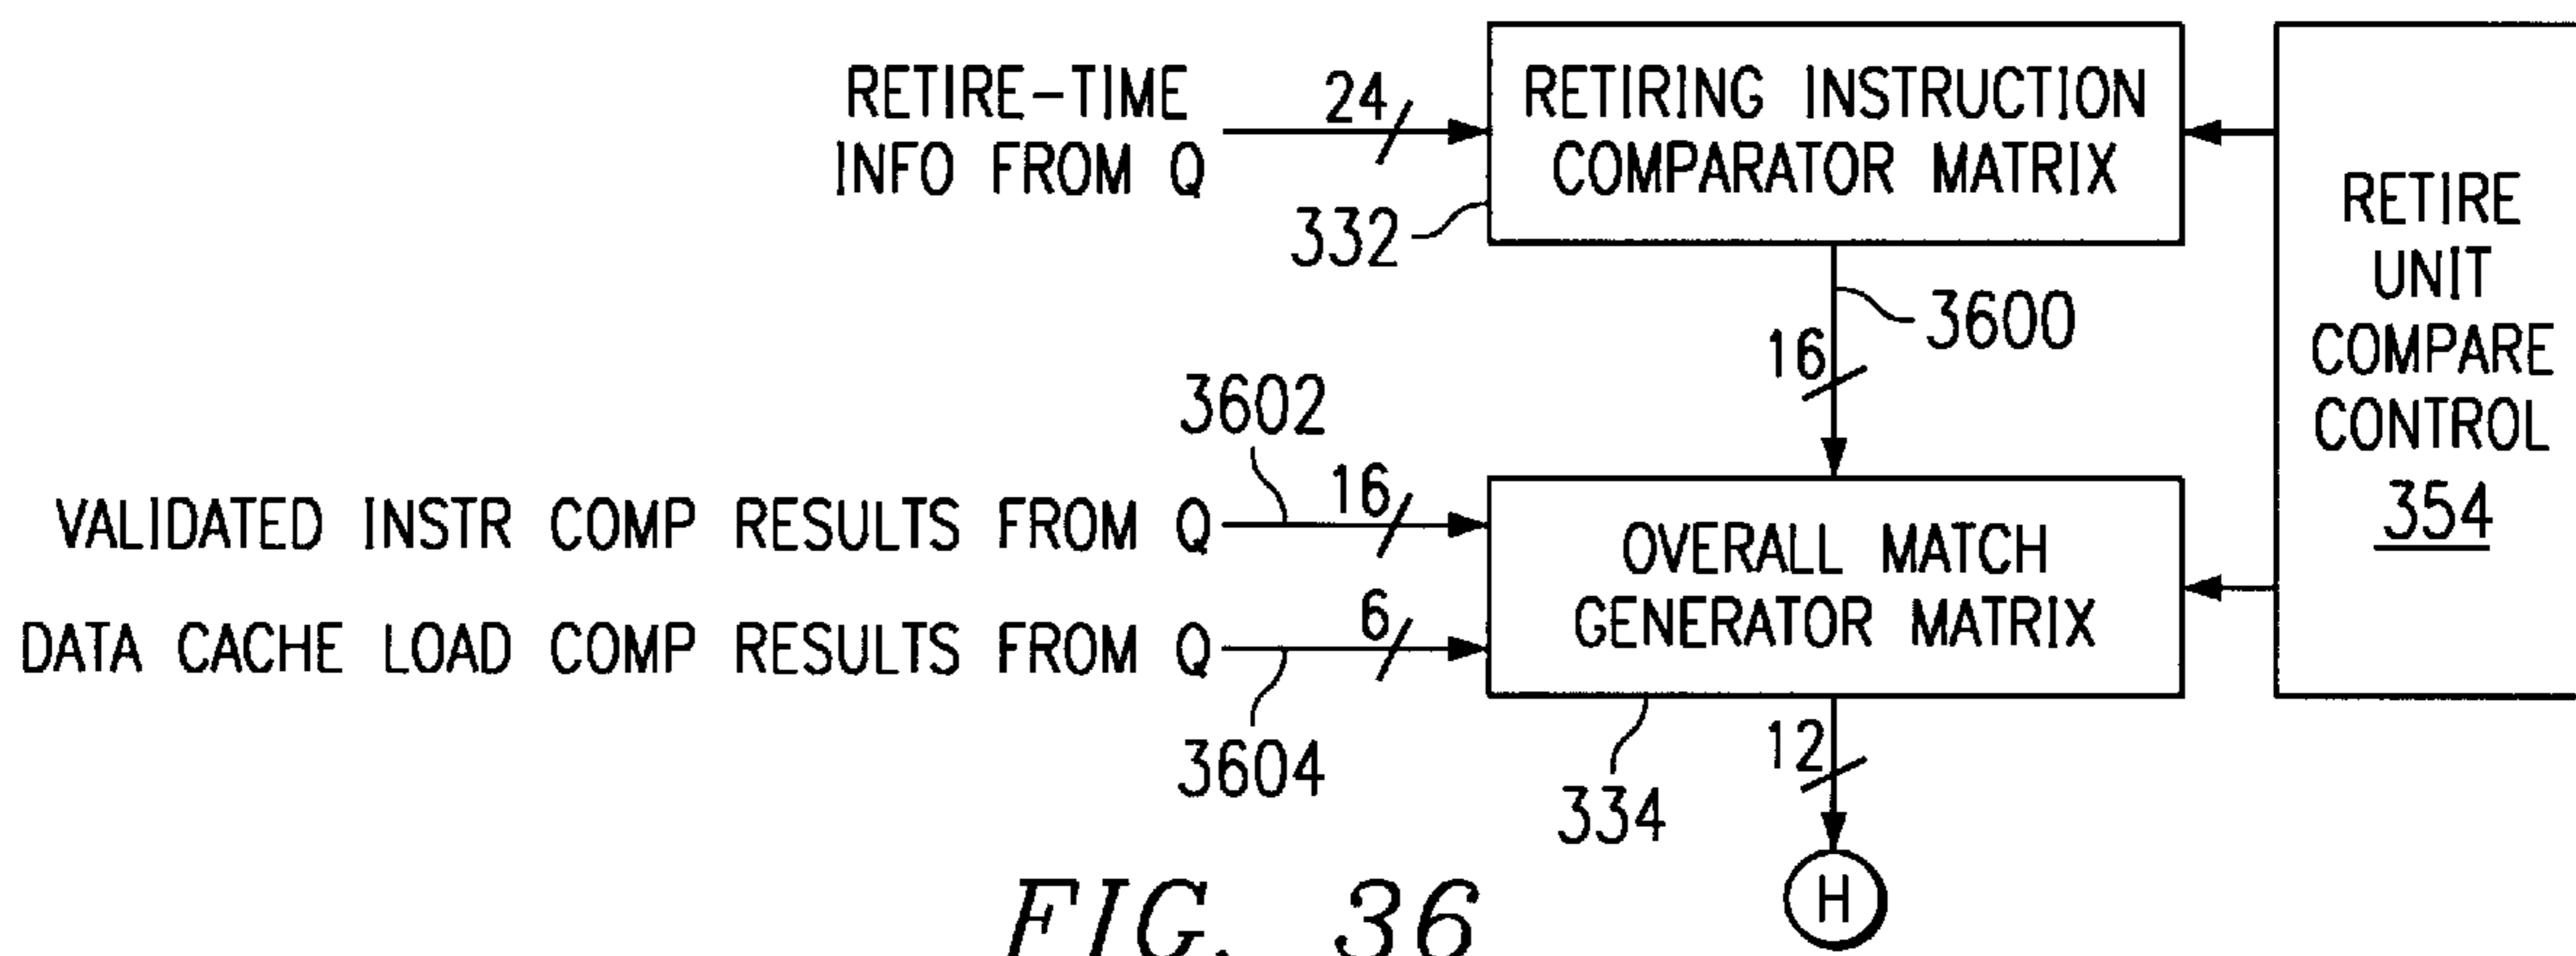 RETIRE-TIME
INFO FROM Q
24
RETIRING INSTRUCTION
COMPARATOR MATRIX
332
3600
16
RETIRE
UNIT
COMPARE
CONTROL
354
3602
VALIDATED INSTR COMP RESULTS FROM Q
16
DATA CACHE LOAD COMP RESULTS FROM Q
6
3604
OVERALL MATCH
GENERATOR MATRIX
334
12
H
FIG. 36